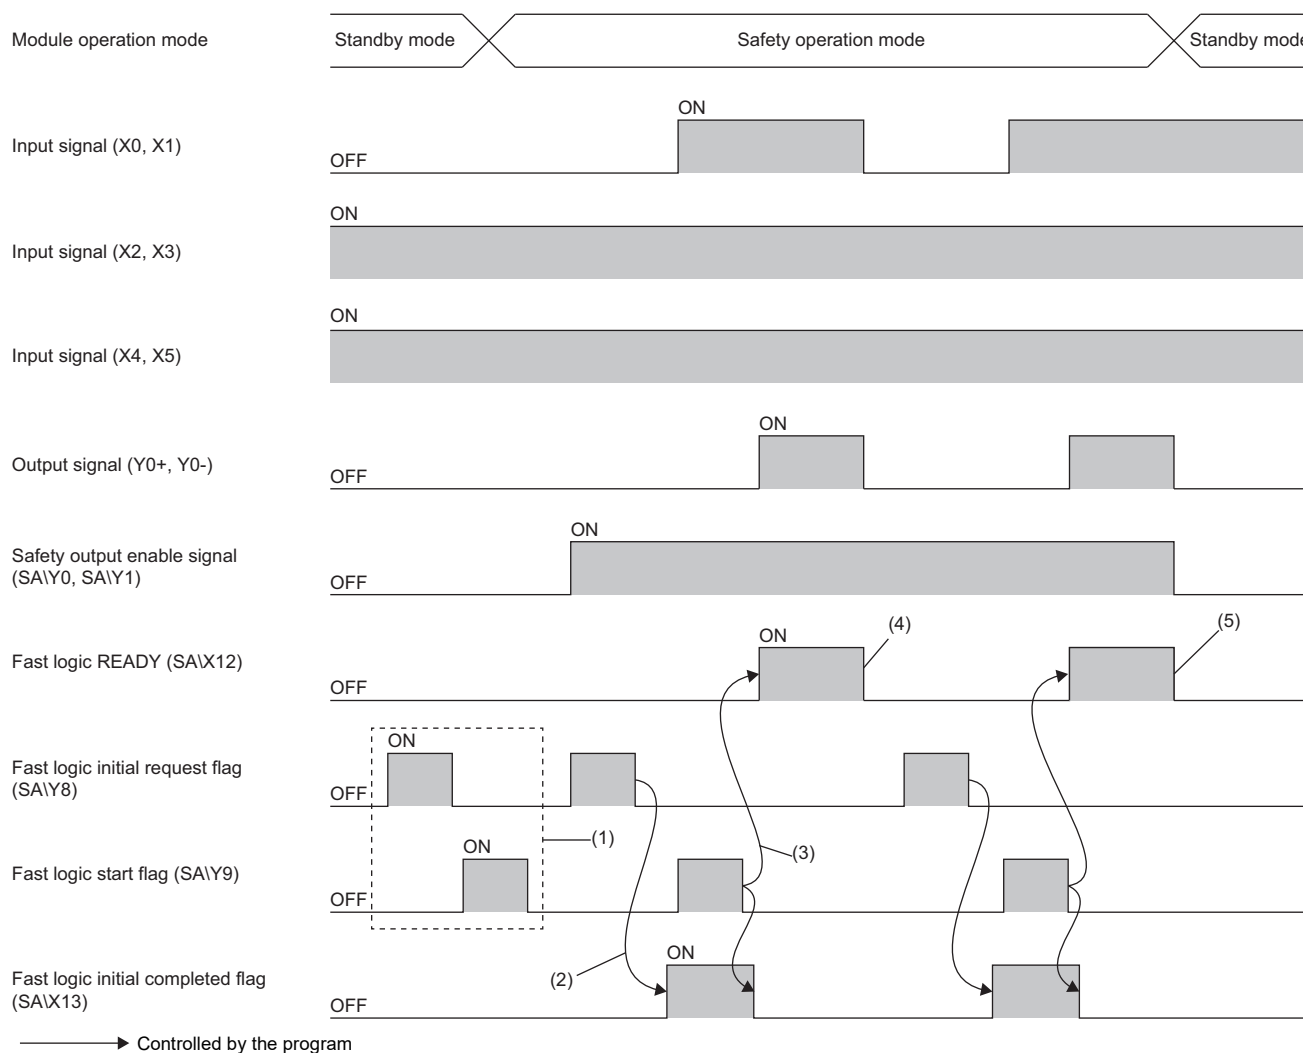 Module operation mode
Standby mode
Safety operation mode
Standby mode
ON
Input signal (X0, X1)
OFF
ON
Input signal (X2, X3)
ON
Input signal (X4, X5)
ON
Output signal (Y0+, Y0-)
OFF
ON
Safety output enable signal
(SA\Y0, SA\Y1)
OFF
(4)
(5)
ON
Fast logic READY (SA\X12)
OFF
ON
Fast logic initial request flag
(SA\Y8)
OFF
(1)
ON
(3)
Fast logic start flag (SA\Y9)
OFF
ON
(2)
Fast logic initial completed flag
(SA\X13)
OFF
Controlled by the program